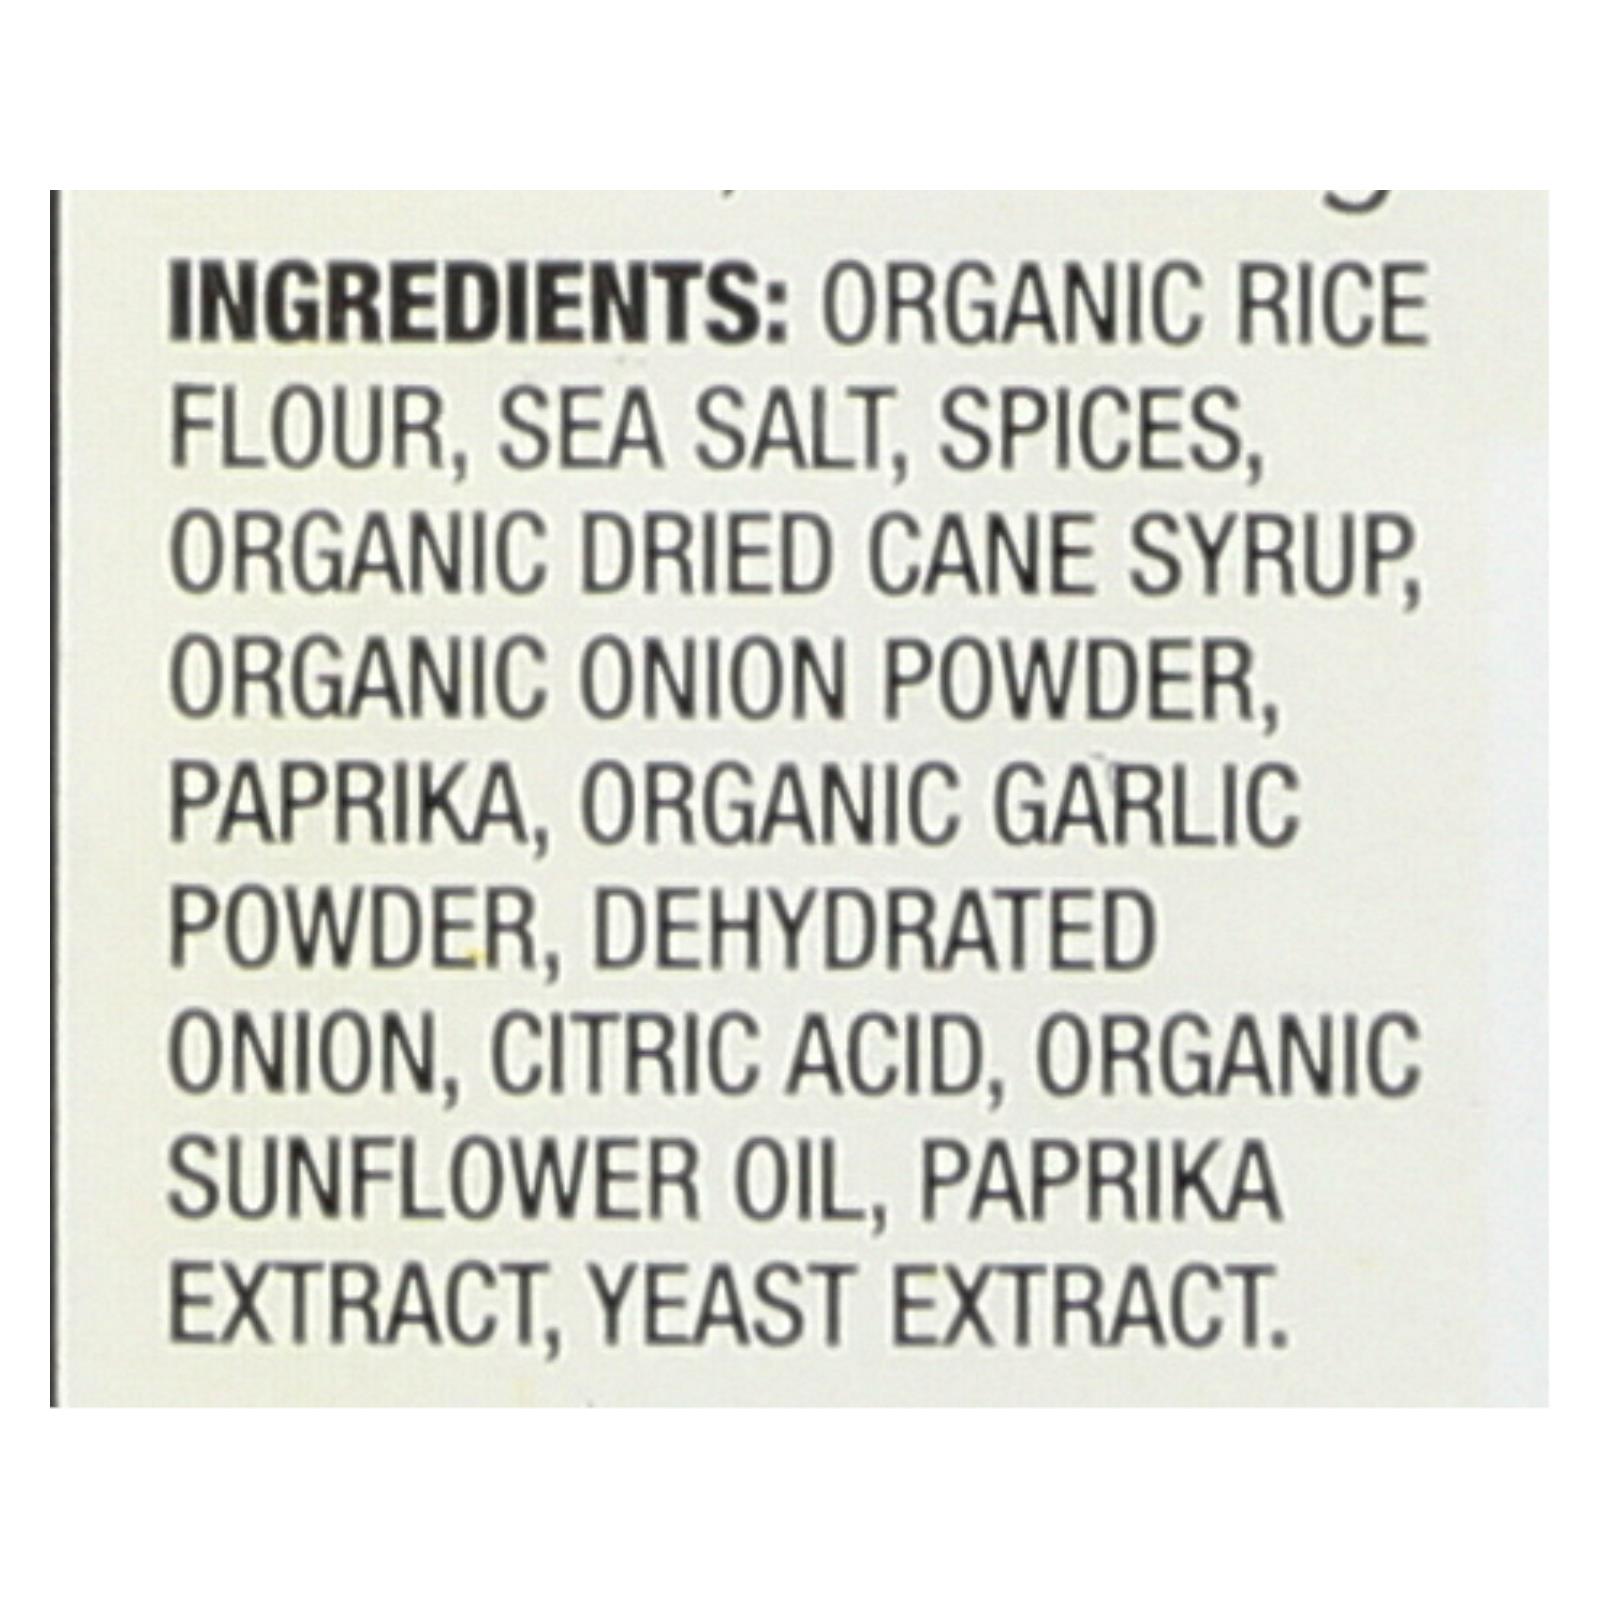 INGREDIENTS: ORGANIC RICE
FLOUR, SEA SALT, SPICES,
ORGANIC DRIED CANE SYRUP,
ORGANIC ONION POWDER,
PAPRIKA, ORGANIC GARLIC
POWDER, DEHYDRATED
ONION, CITRIC ACID, ORGANIC
SUNFLOWER OIL, PAPRIKA
EXTRACT, YEAST EXTRACT.